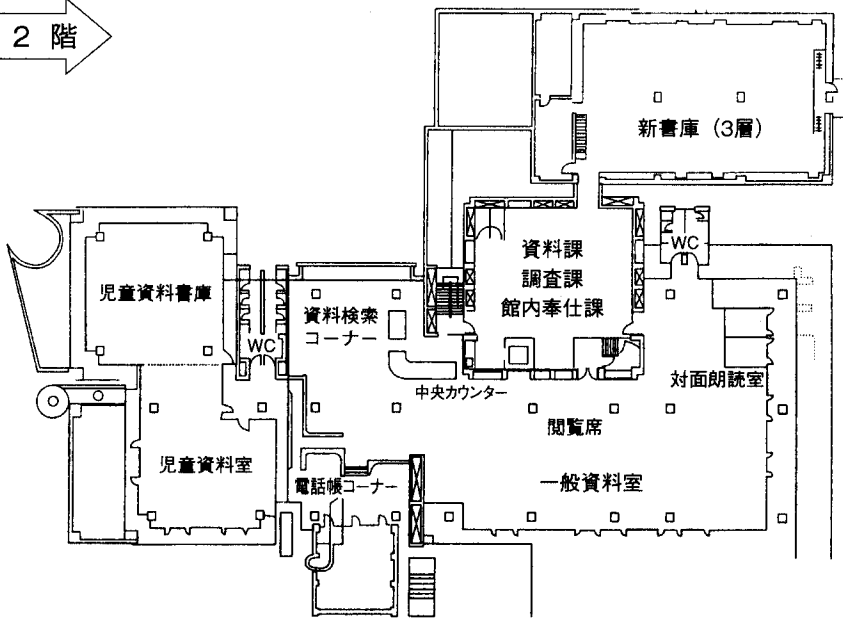 2 階
新書庫（3層）
資料課
調査課
館内奉仕課
WC
児童資料書庫
資料検索
コーナー
WC
対面朗読室
中央カウンター
閲覧席
児童資料室
電話帳コーナー
一般資料室